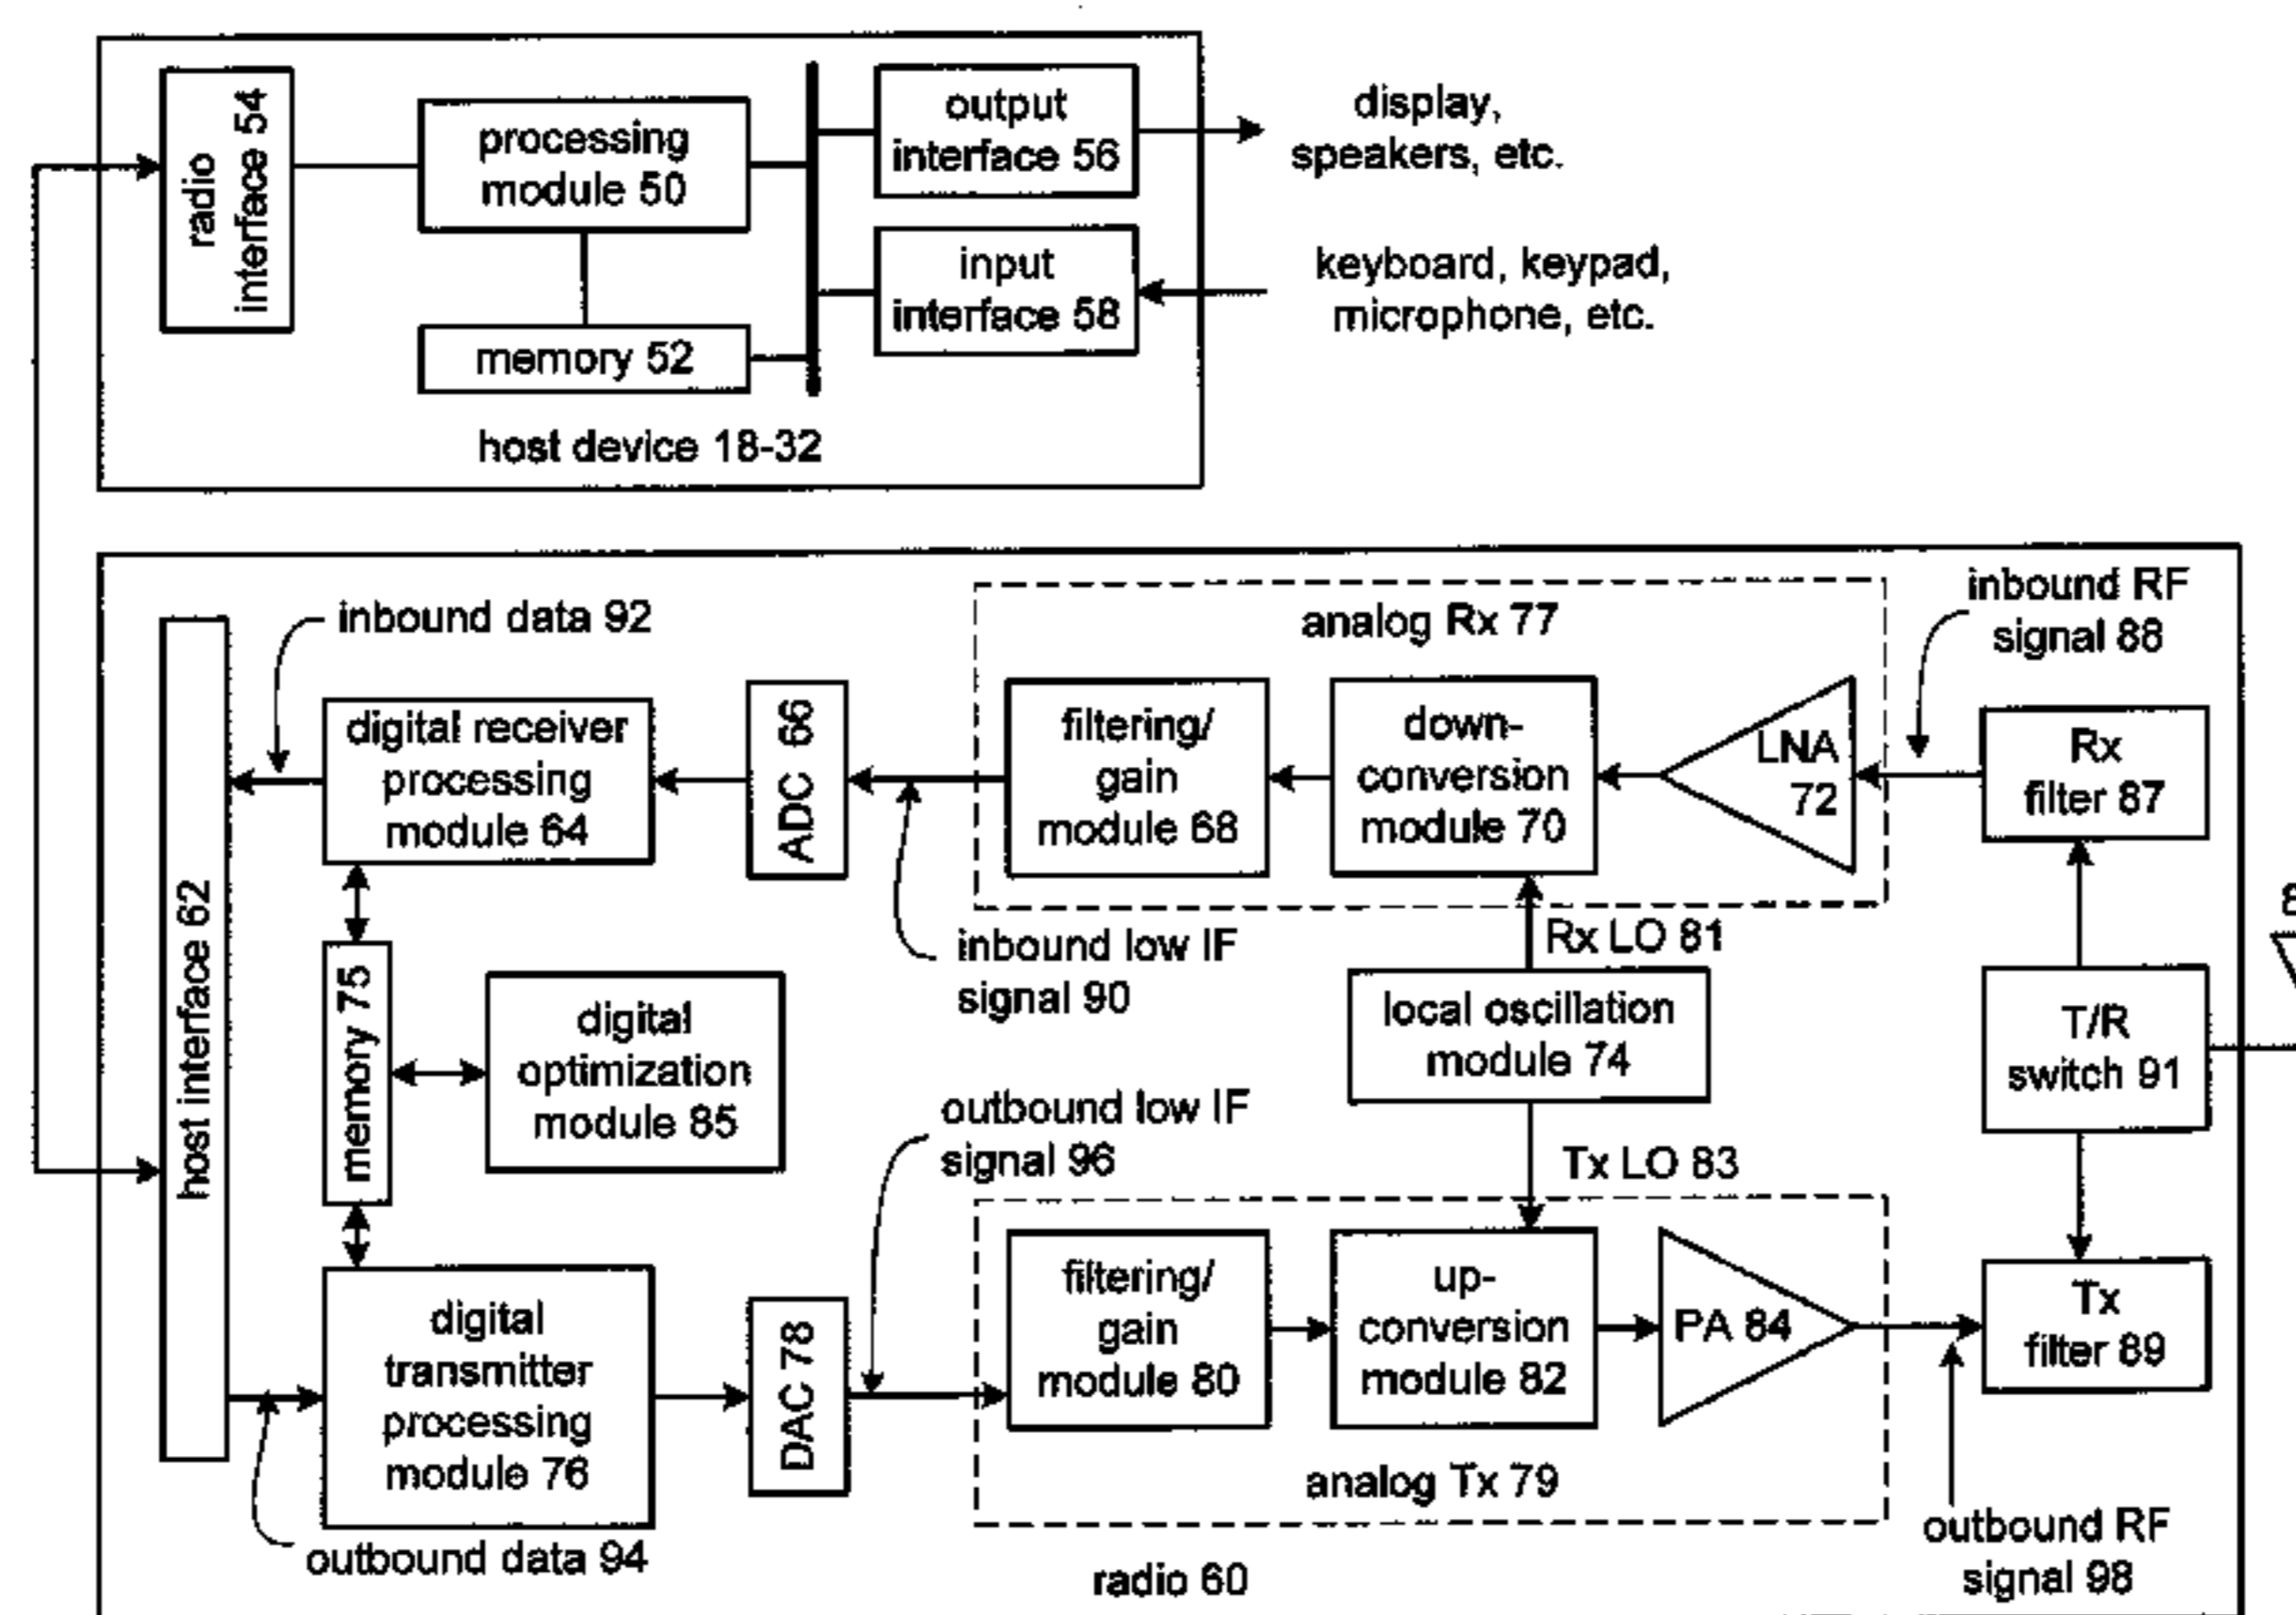 radio
interface 54
processing
module 50
memory 52
output
interface 56
input
interface 58
display,
speakers, etc.
keyboard, keypad,
microphone, etc.
host device 18-32
host interface 62
inbound data 92
digital receiver
processing
module 64
ADC 66
analog Rx 77
filtering/
gain
module 68
down-
conversion
module 70
LNA
72
inbound RF
signal 88
Rx
filter 87
inbound low IF
signal 90
Rx LO 81
memory 75
digital
optimization
module 85
local oscillation
module 74
T/R
switch 91
outbound low IF
signal 96
Tx LO 83
digital
transmitter
processing
module 76
DAC 78
filtering/
gain
module 80
up-
conversion
module 82
PA 84
Tx
filter 89
analog Tx 79
outbound data 94
outbound RF
signal 98
radio 60